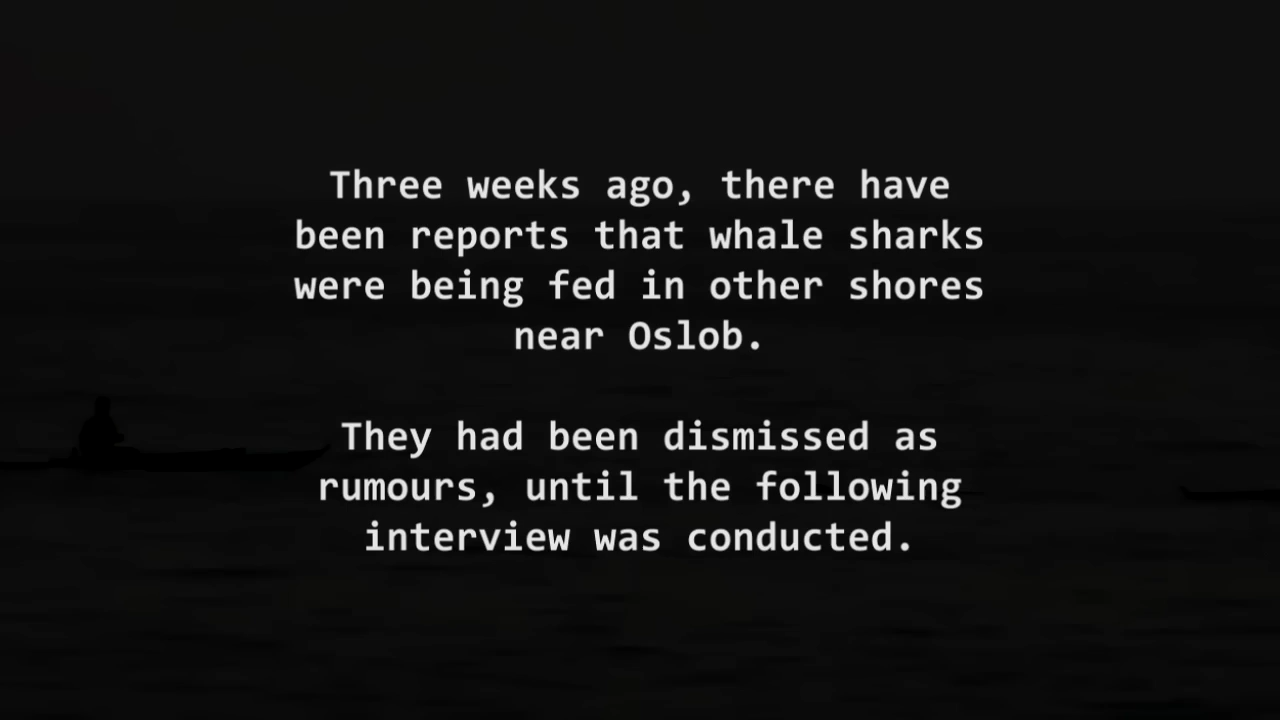 Three weeks ago, there have
been reports that whale sharks
were being fed in other shores
near Oslob.
They had been dismissed as
rumours, until the following
interview was conducted.